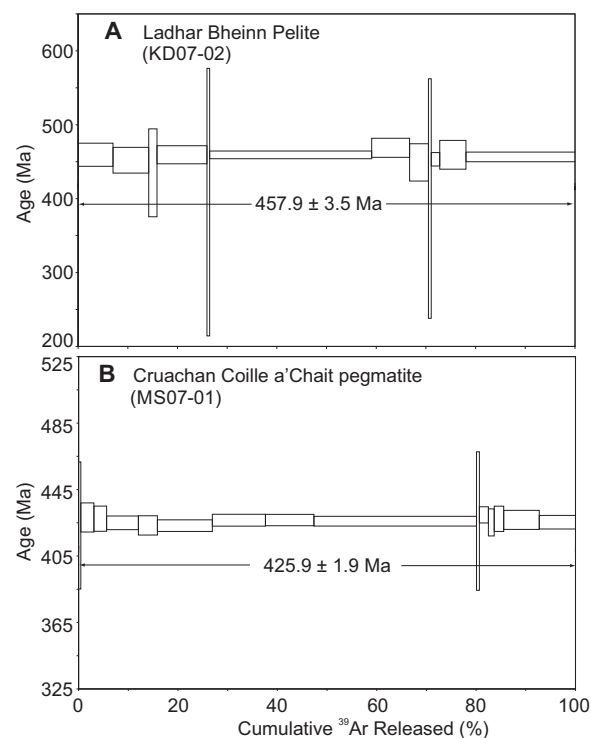 A Ladhar Bheinn Pelite
(KD07-02)
600
500
400
300
200
Age (Ma)
457.9 ± 3.5 Ma
B Cruachan Coille a'Chait pegmatite
(MS07-01)
525
485
445
405
365
325
Age (Ma)
425.9 ± 1.9 Ma
0 20 40 60 80 100
Cumulative ³⁹Ar Released (%)